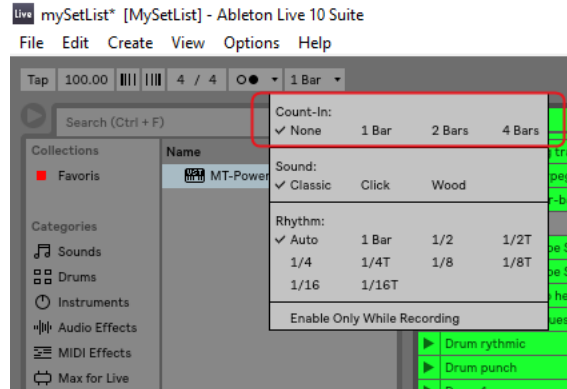 Live mySetList* [MySetList] - Ableton Live 10 Suite
File Edit Create View Options Help
Tap 100.00 4 / 4 1 Bar
Search (Ctrl + F)
Count-In:
✓ None 1 Bar 2 Bars 4 Bars
Collections Name
Favoris MT-Power
Sound:
✓ Classic Click Wood
Categories
Rhythm:
✓ Auto 1 Bar 1/2 1/2T
Sounds
1/4 1/4T 1/8 1/8T
Drums
1/16 1/16T
Instruments
Enable Only While Recording
Audio Effects
MIDI Effects
Drum rythmic
Max for Live
Drum punch